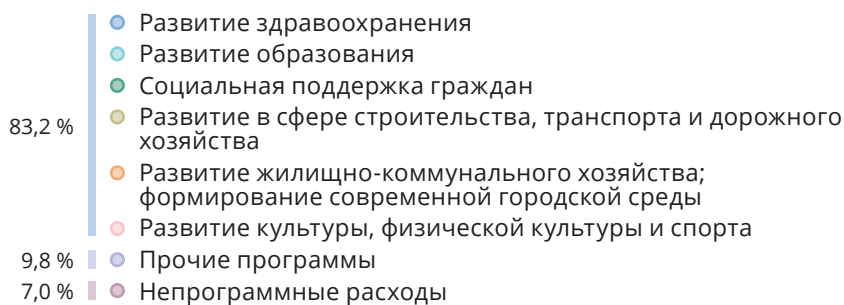 Развитие здравоохранения
Развитие образования
Социальная поддержка граждан
83,2 %
Развитие в сфере строительства, транспорта и дорожного
хозяйства
Развитие жилищно-коммунального хозяйства;
формирование современной городской среды
Развитие культуры, физической культуры и спорта
9,8 % Прочие программы
7,0 % Непрограммные расходы